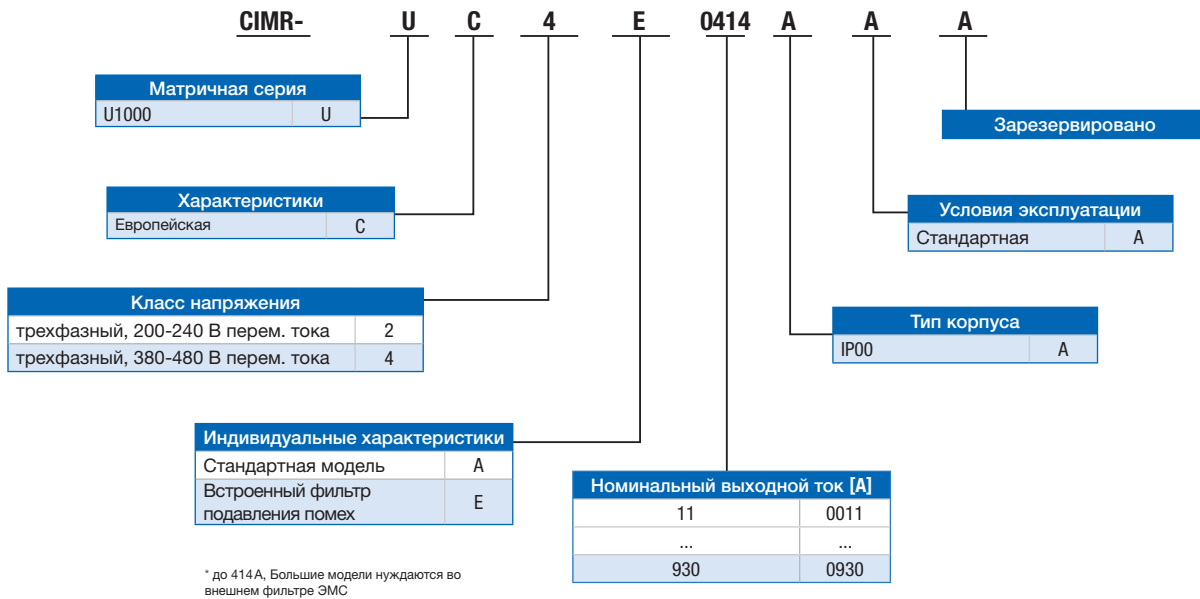 CIMR- U C 4 E 0414 A A A
Матричная серия
U1000 U
Зарезервировано
Характеристики
Европейская C
Условия эксплуатации
Стандартная A
Класс напряжения
трехфазный, 200-240 В перем. тока 2
трехфазный, 380-480 В перем. тока 4
Тип корпуса
IP00 A
Индивидуальные характеристики
Стандартная модель A
Встроенный фильтр
подавления помех E
Номинальный выходной ток [A]
11 0011
... ...
930 0930
* до 414 A, Большие модели нуждаются во
внешнем фильтре ЭМС